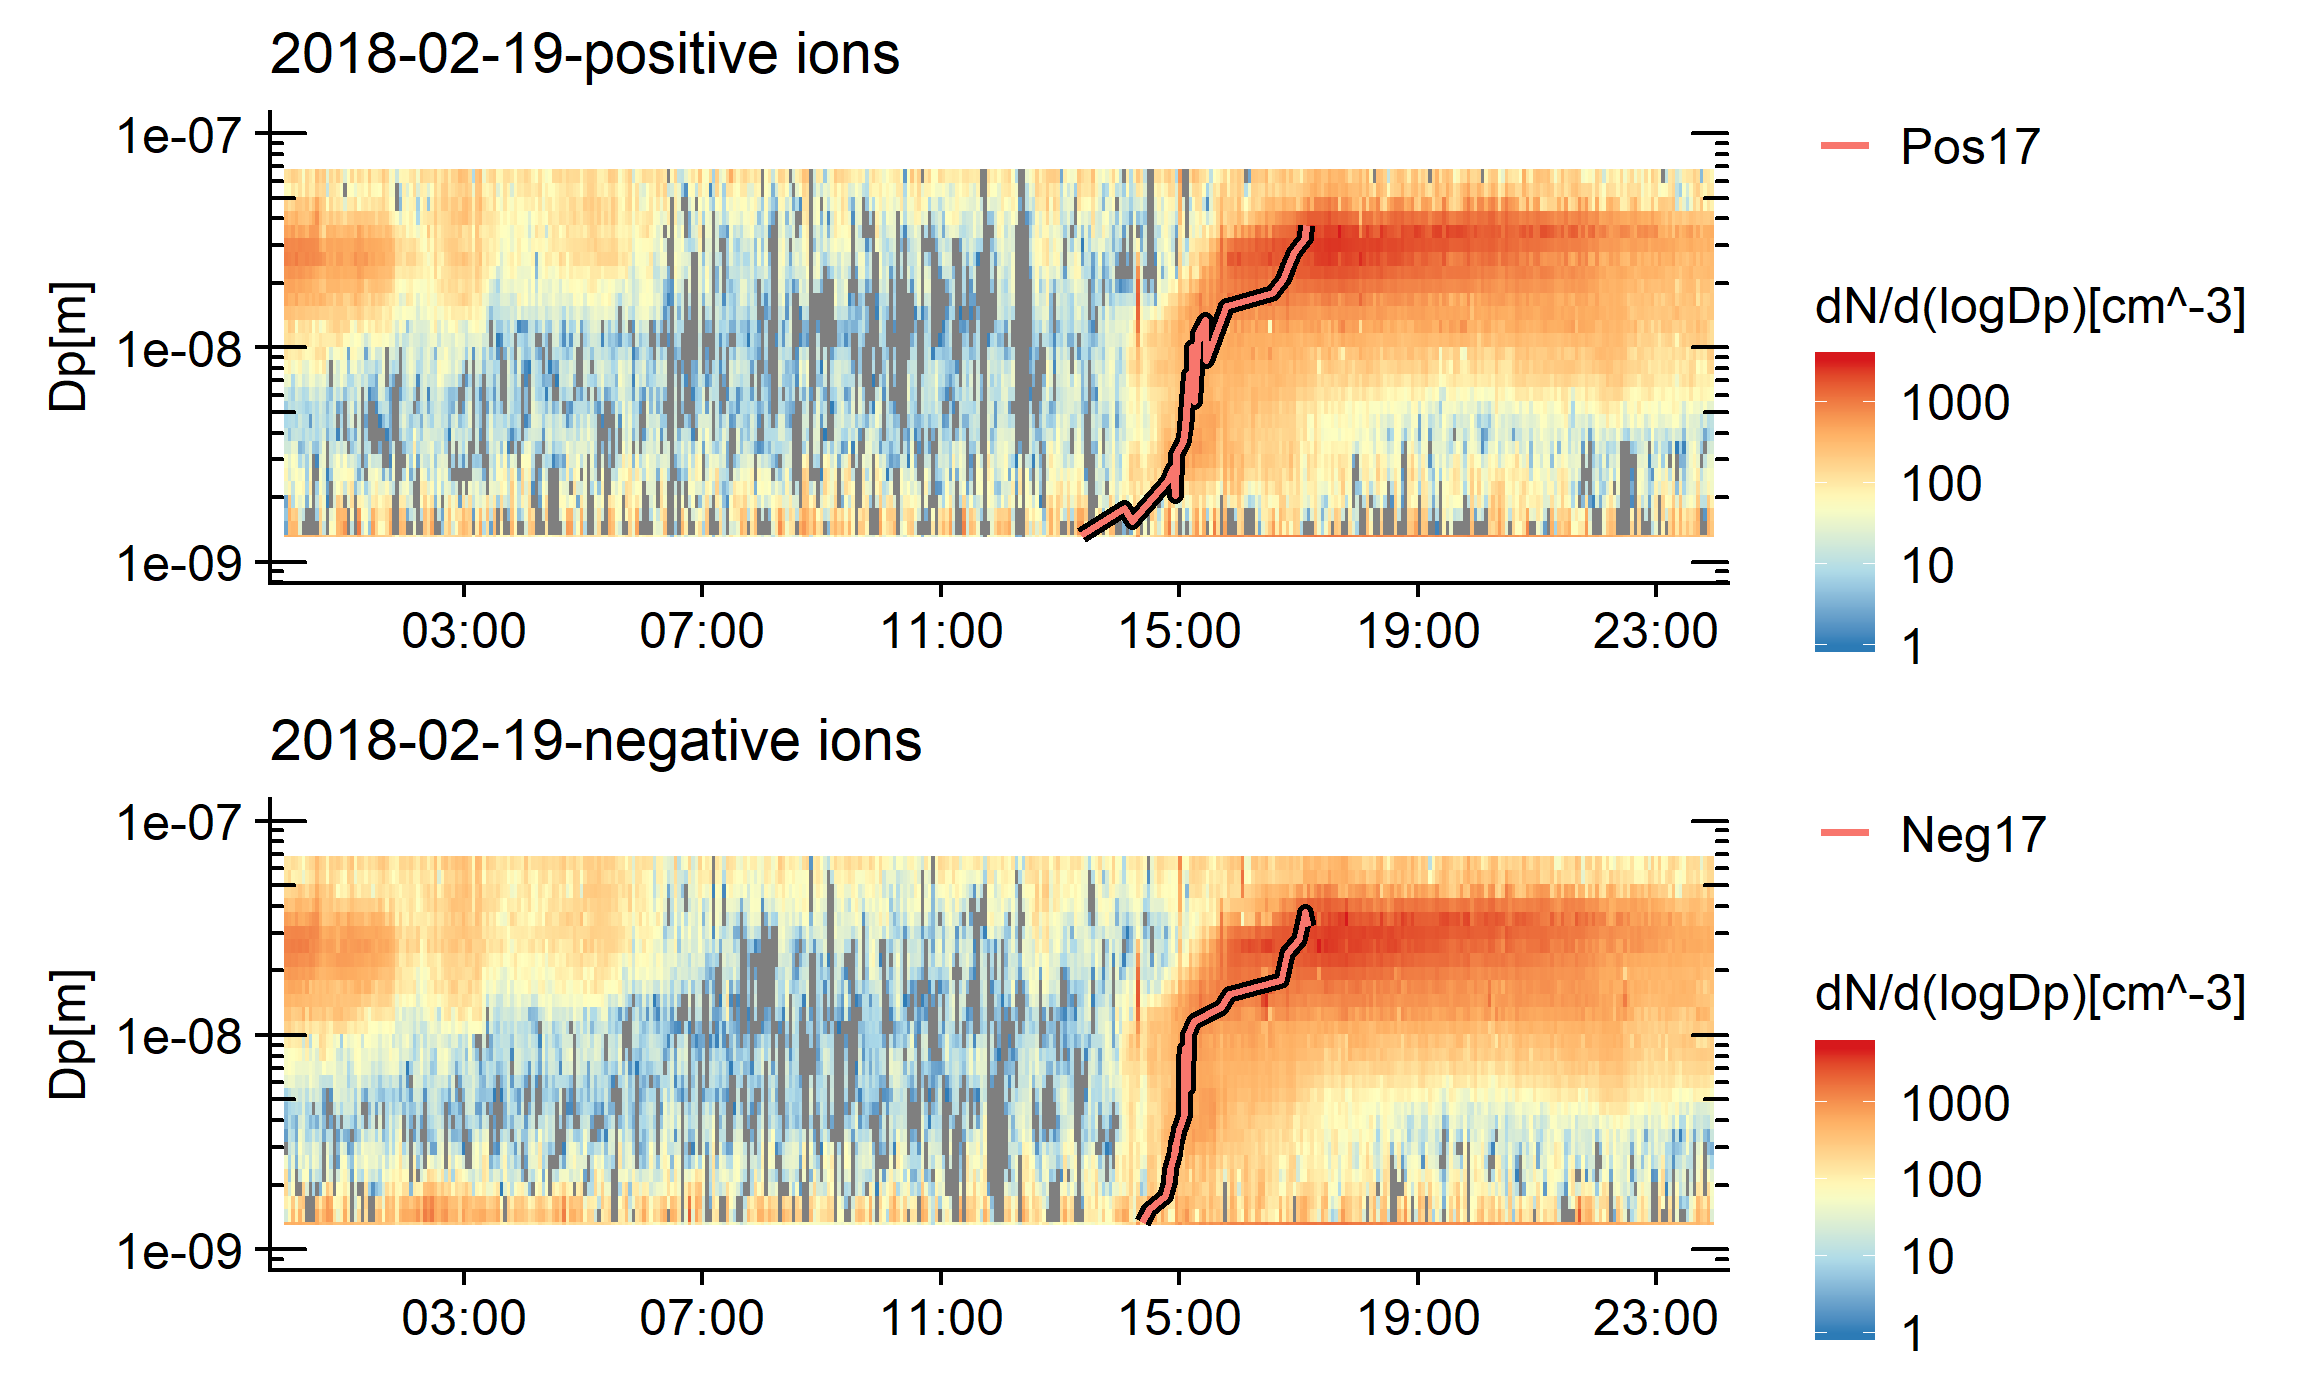 2018-02-19-positive ions
1e-07
1e-08
1e-09
Dp[m]
03:00 07:00 11:00 15:00 19:00 23:00
Pos17
dN/d(logDp)[cm^-3]
1000
100
10
1
2018-02-19-negative ions
1e-07
1e-08
1e-09
Dp[m]
03:00 07:00 11:00 15:00 19:00 23:00
Neg17
dN/d(logDp)[cm^-3]
1000
100
10
1